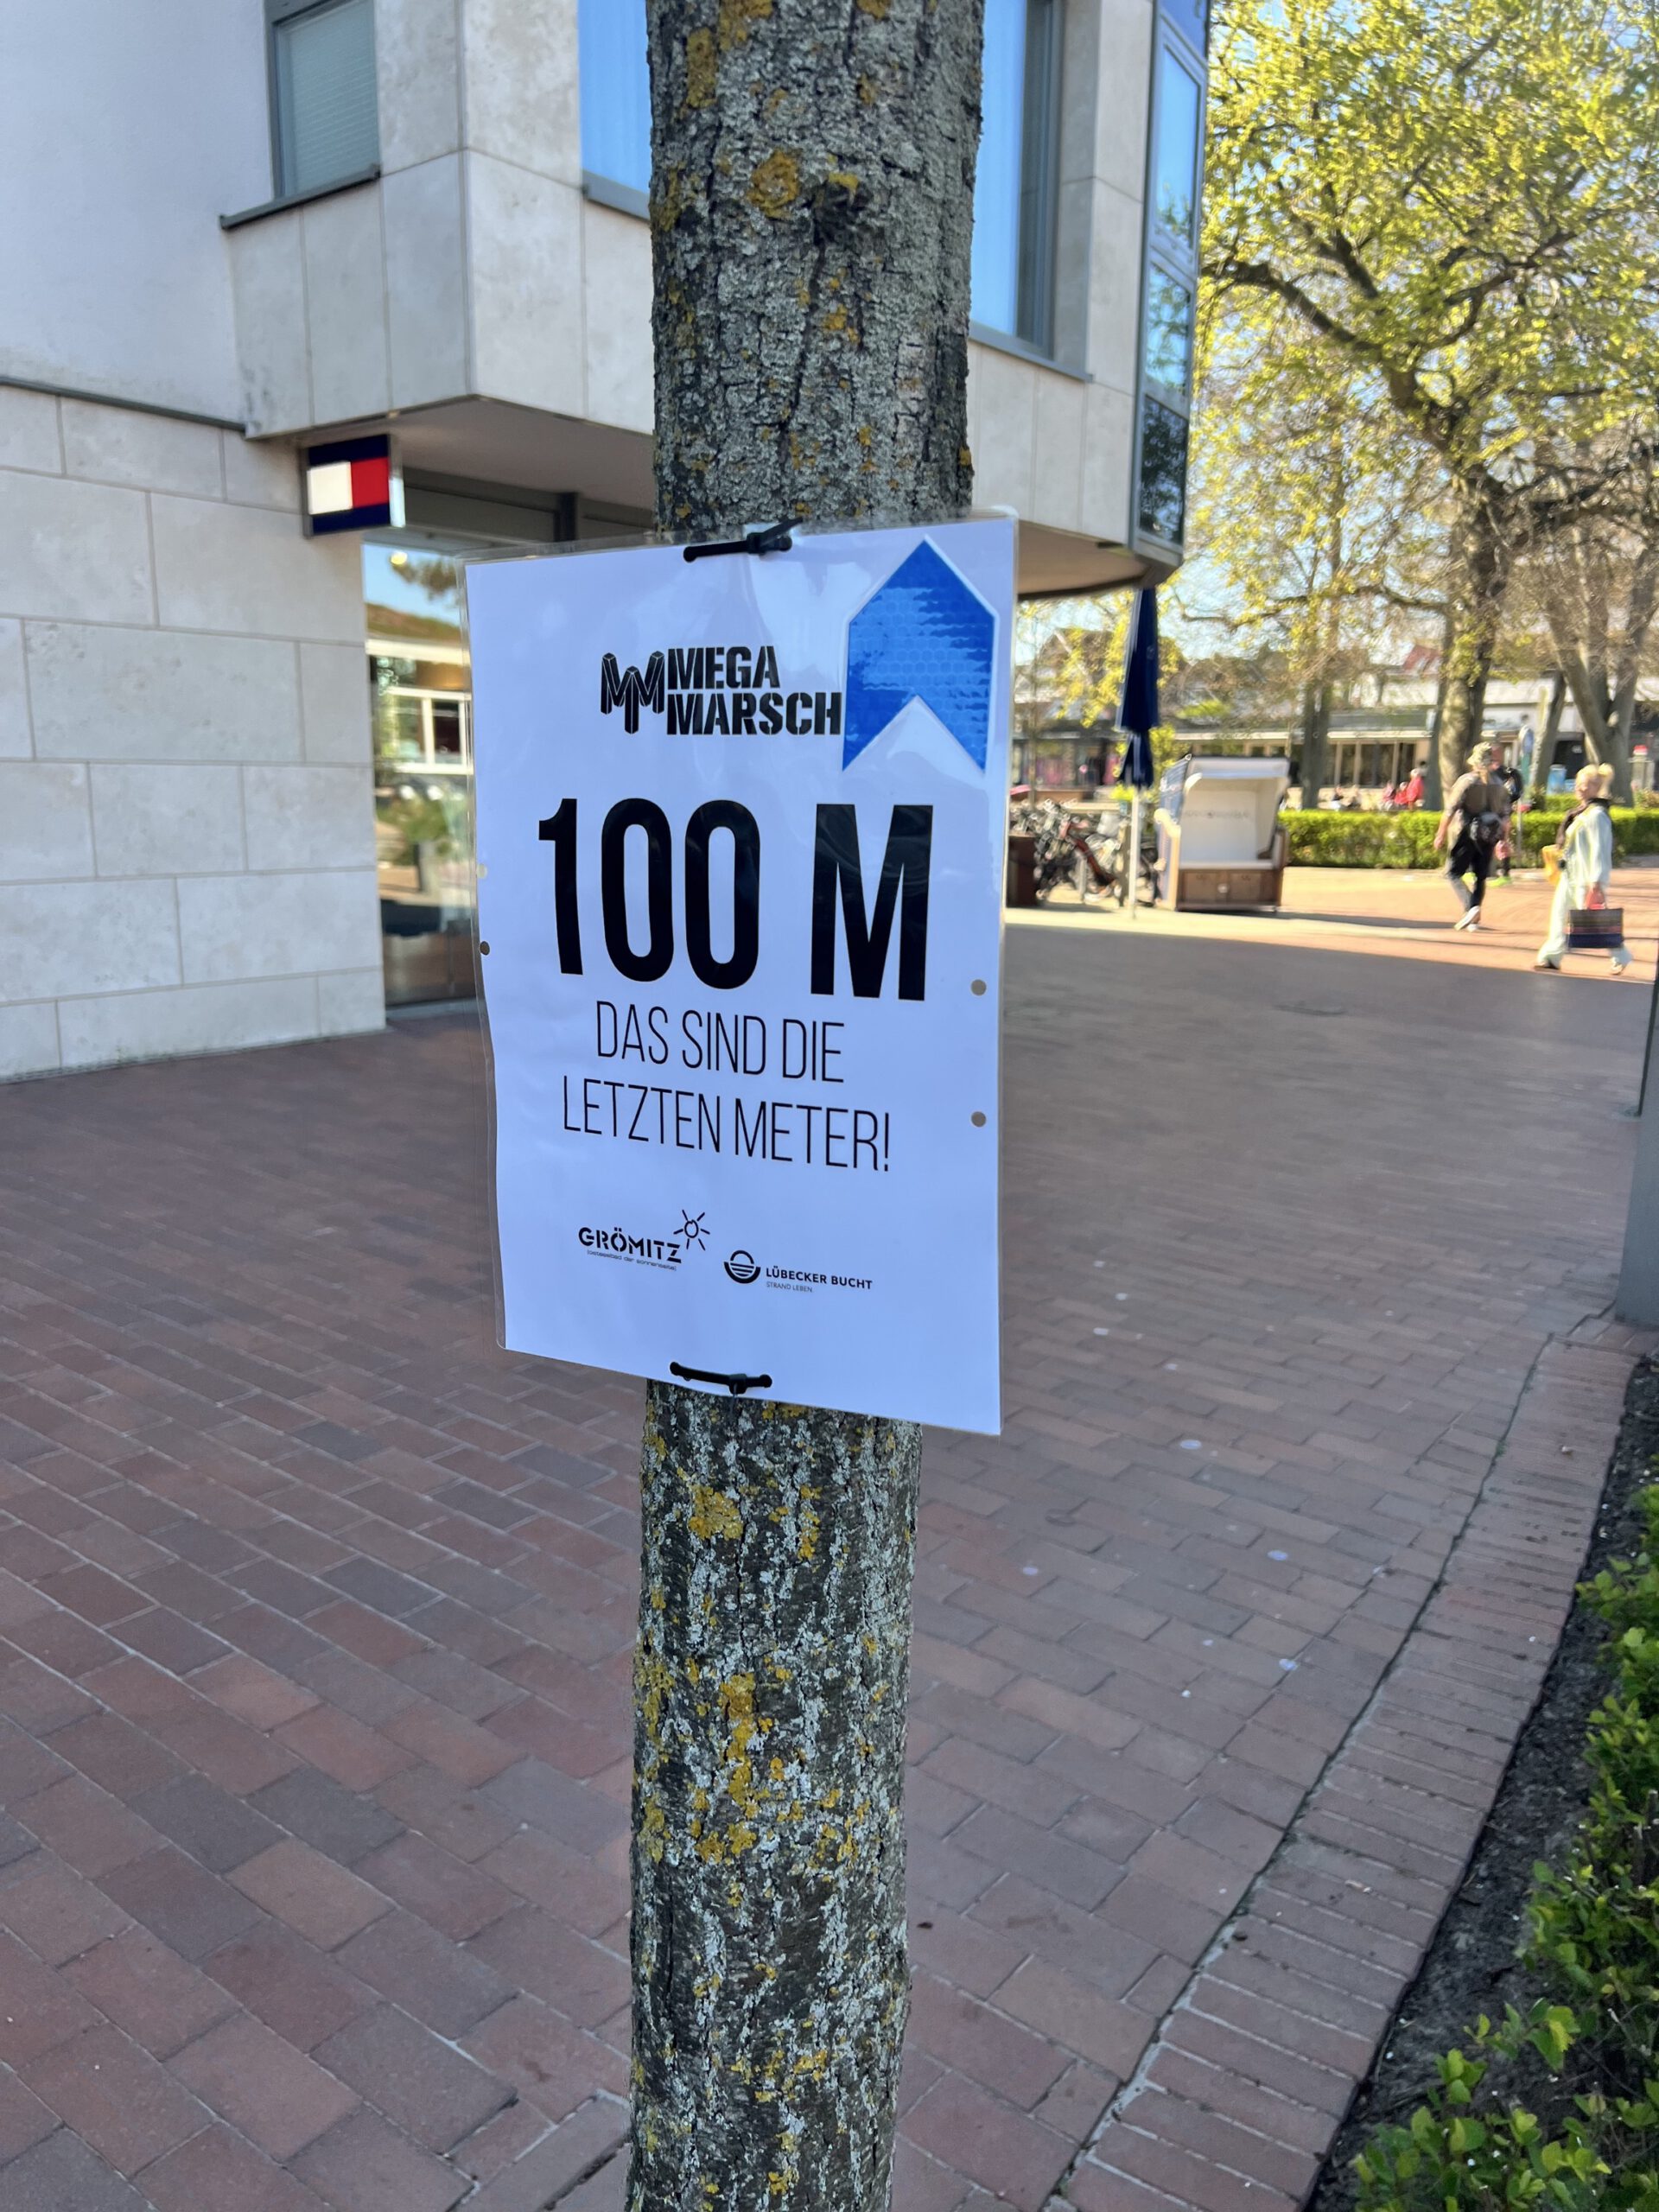 MEGA
MARSCH
100 M
DAS SIND DIE
LETZTEN METER!
GRÖMITZ
LÜBECKER BUCHT
STRAND LEBEN